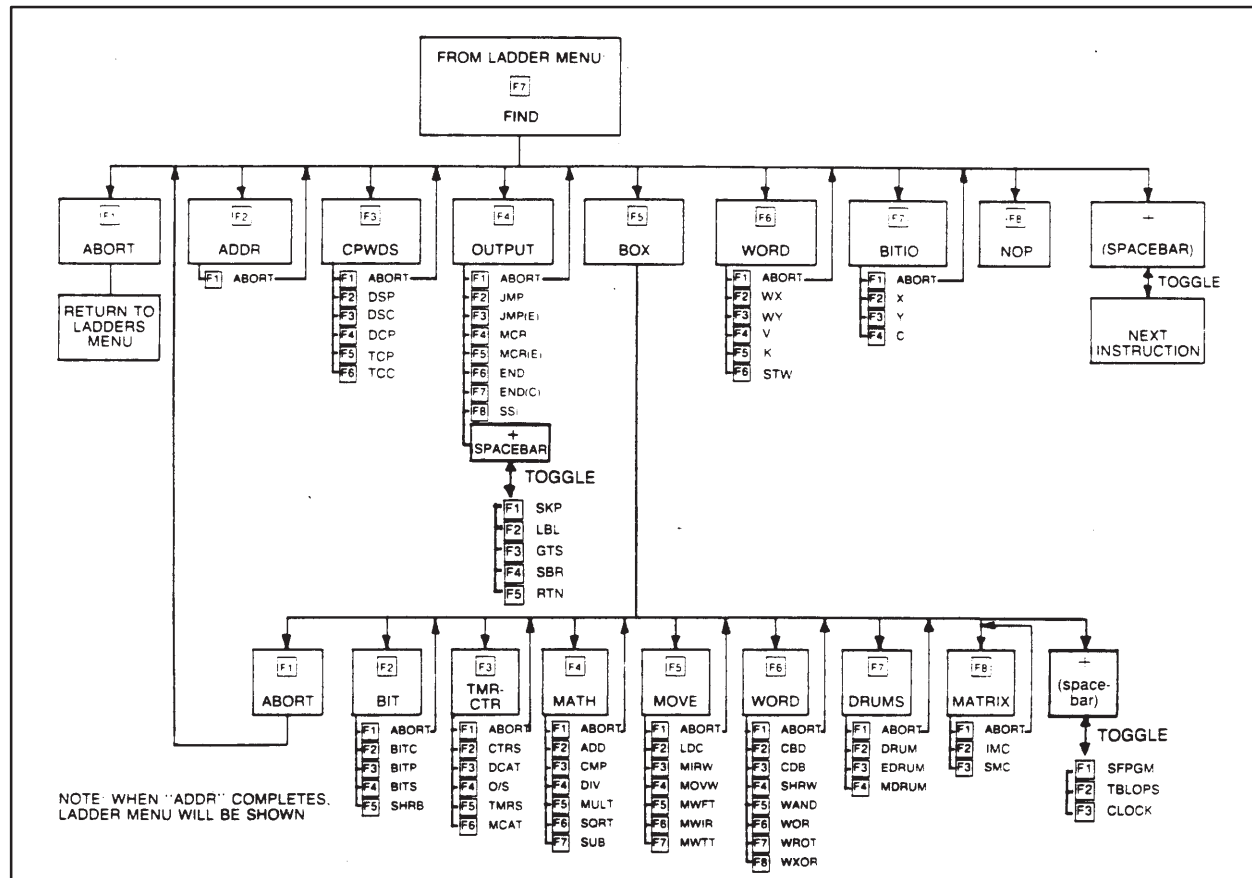 FROM LADDER MENU:
F7
FIND
F1
ABORT
RETURN TO
LADDERS
MENU
F2
ADDR
F1 ABORT
F3
CPWDS
F1 ABORT
F2 DSP
F3 DSC
F4 DCP
F5 TCP
F6 TCC
F4
OUTPUT
F1 ABORT
F2 JMP
F3 JMP(E)
F4 MCR
F5 MCR(E)
F6 END
F7 END(C)
F8 SSI
+
SPACEBAR
TOGGLE
F1 SKP
F2 LBL
F3 GTS
F4 SBR
F5 RTN
F5
BOX
F6
WORD
F1 ABORT
F2 WX
F3 WY
F4 V
F5 K
F6 STW
F7
BITIO
F1 ABORT
F2 X
F3 Y
F4 C
F8
NOP
+
(SPACEBAR)
TOGGLE
NEXT
INSTRUCTION
F1
ABORT
F2
BIT
F1 ABORT
F2 BITC
F3 BITP
F4 BITS
F5 SHRB
F3
TMR-
CTR
F1 ABORT
F2 CTRS
F3 DCAT
F4 O/S
F5 TMRS
F6 MCAT
F4
MATH
F1 ABORT
F2 ADD
F3 CMP
F4 DIV
F5 MULT
F6 SQRT
F7 SUB
F5
MOVE
F1 ABORT
F2 LDC
F3 MIRW
F4 MOVW
F5 MWFT
F6 MWIR
F7 MWTT
F6
WORD
F1 ABORT
F2 CBD
F3 CDB
F4 SHRW
F5 WAND
F6 WOR
F7 WROT
F8 WXOR
F7
DRUMS
F1 ABORT
F2 DRUM
F3 EDRUM
F4 MDRUM
F8
MATRIX
F1 ABORT
F2 IMC
F3 SMC
+
(space-
bar)
TOGGLE
F1 SFPGM
F2 TBLOPS
F3 CLOCK
NOTE: WHEN "ADDR" COMPLETES,
LADDER MENU WILL BE SHOWN